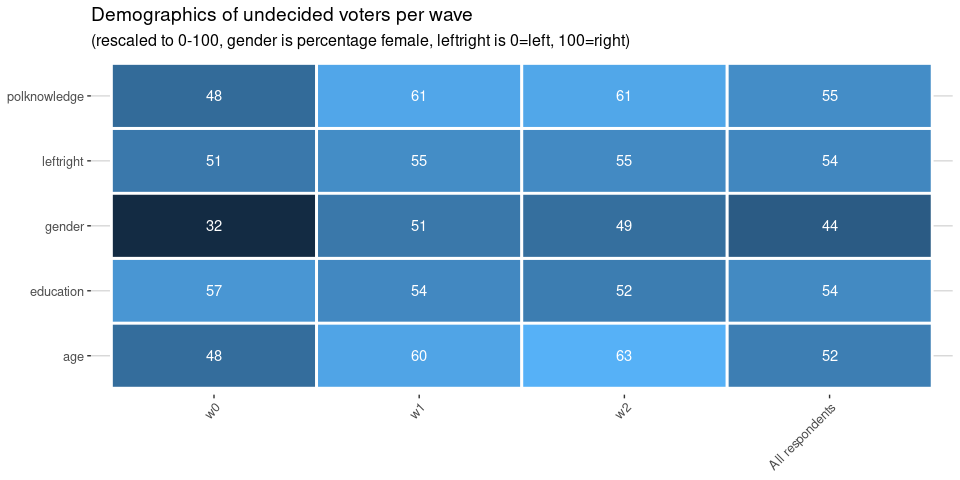 Demographics of undecided voters per wave
(rescaled to 0-100, gender is percentage female, leftright is 0=left, 100=right)
polknowledge 48 61 61 55
leftright 51 55 55 54
gender 32 51 49 44
education 57 54 52 54
age 48 60 63 52
w0 w1 w2 All respondents